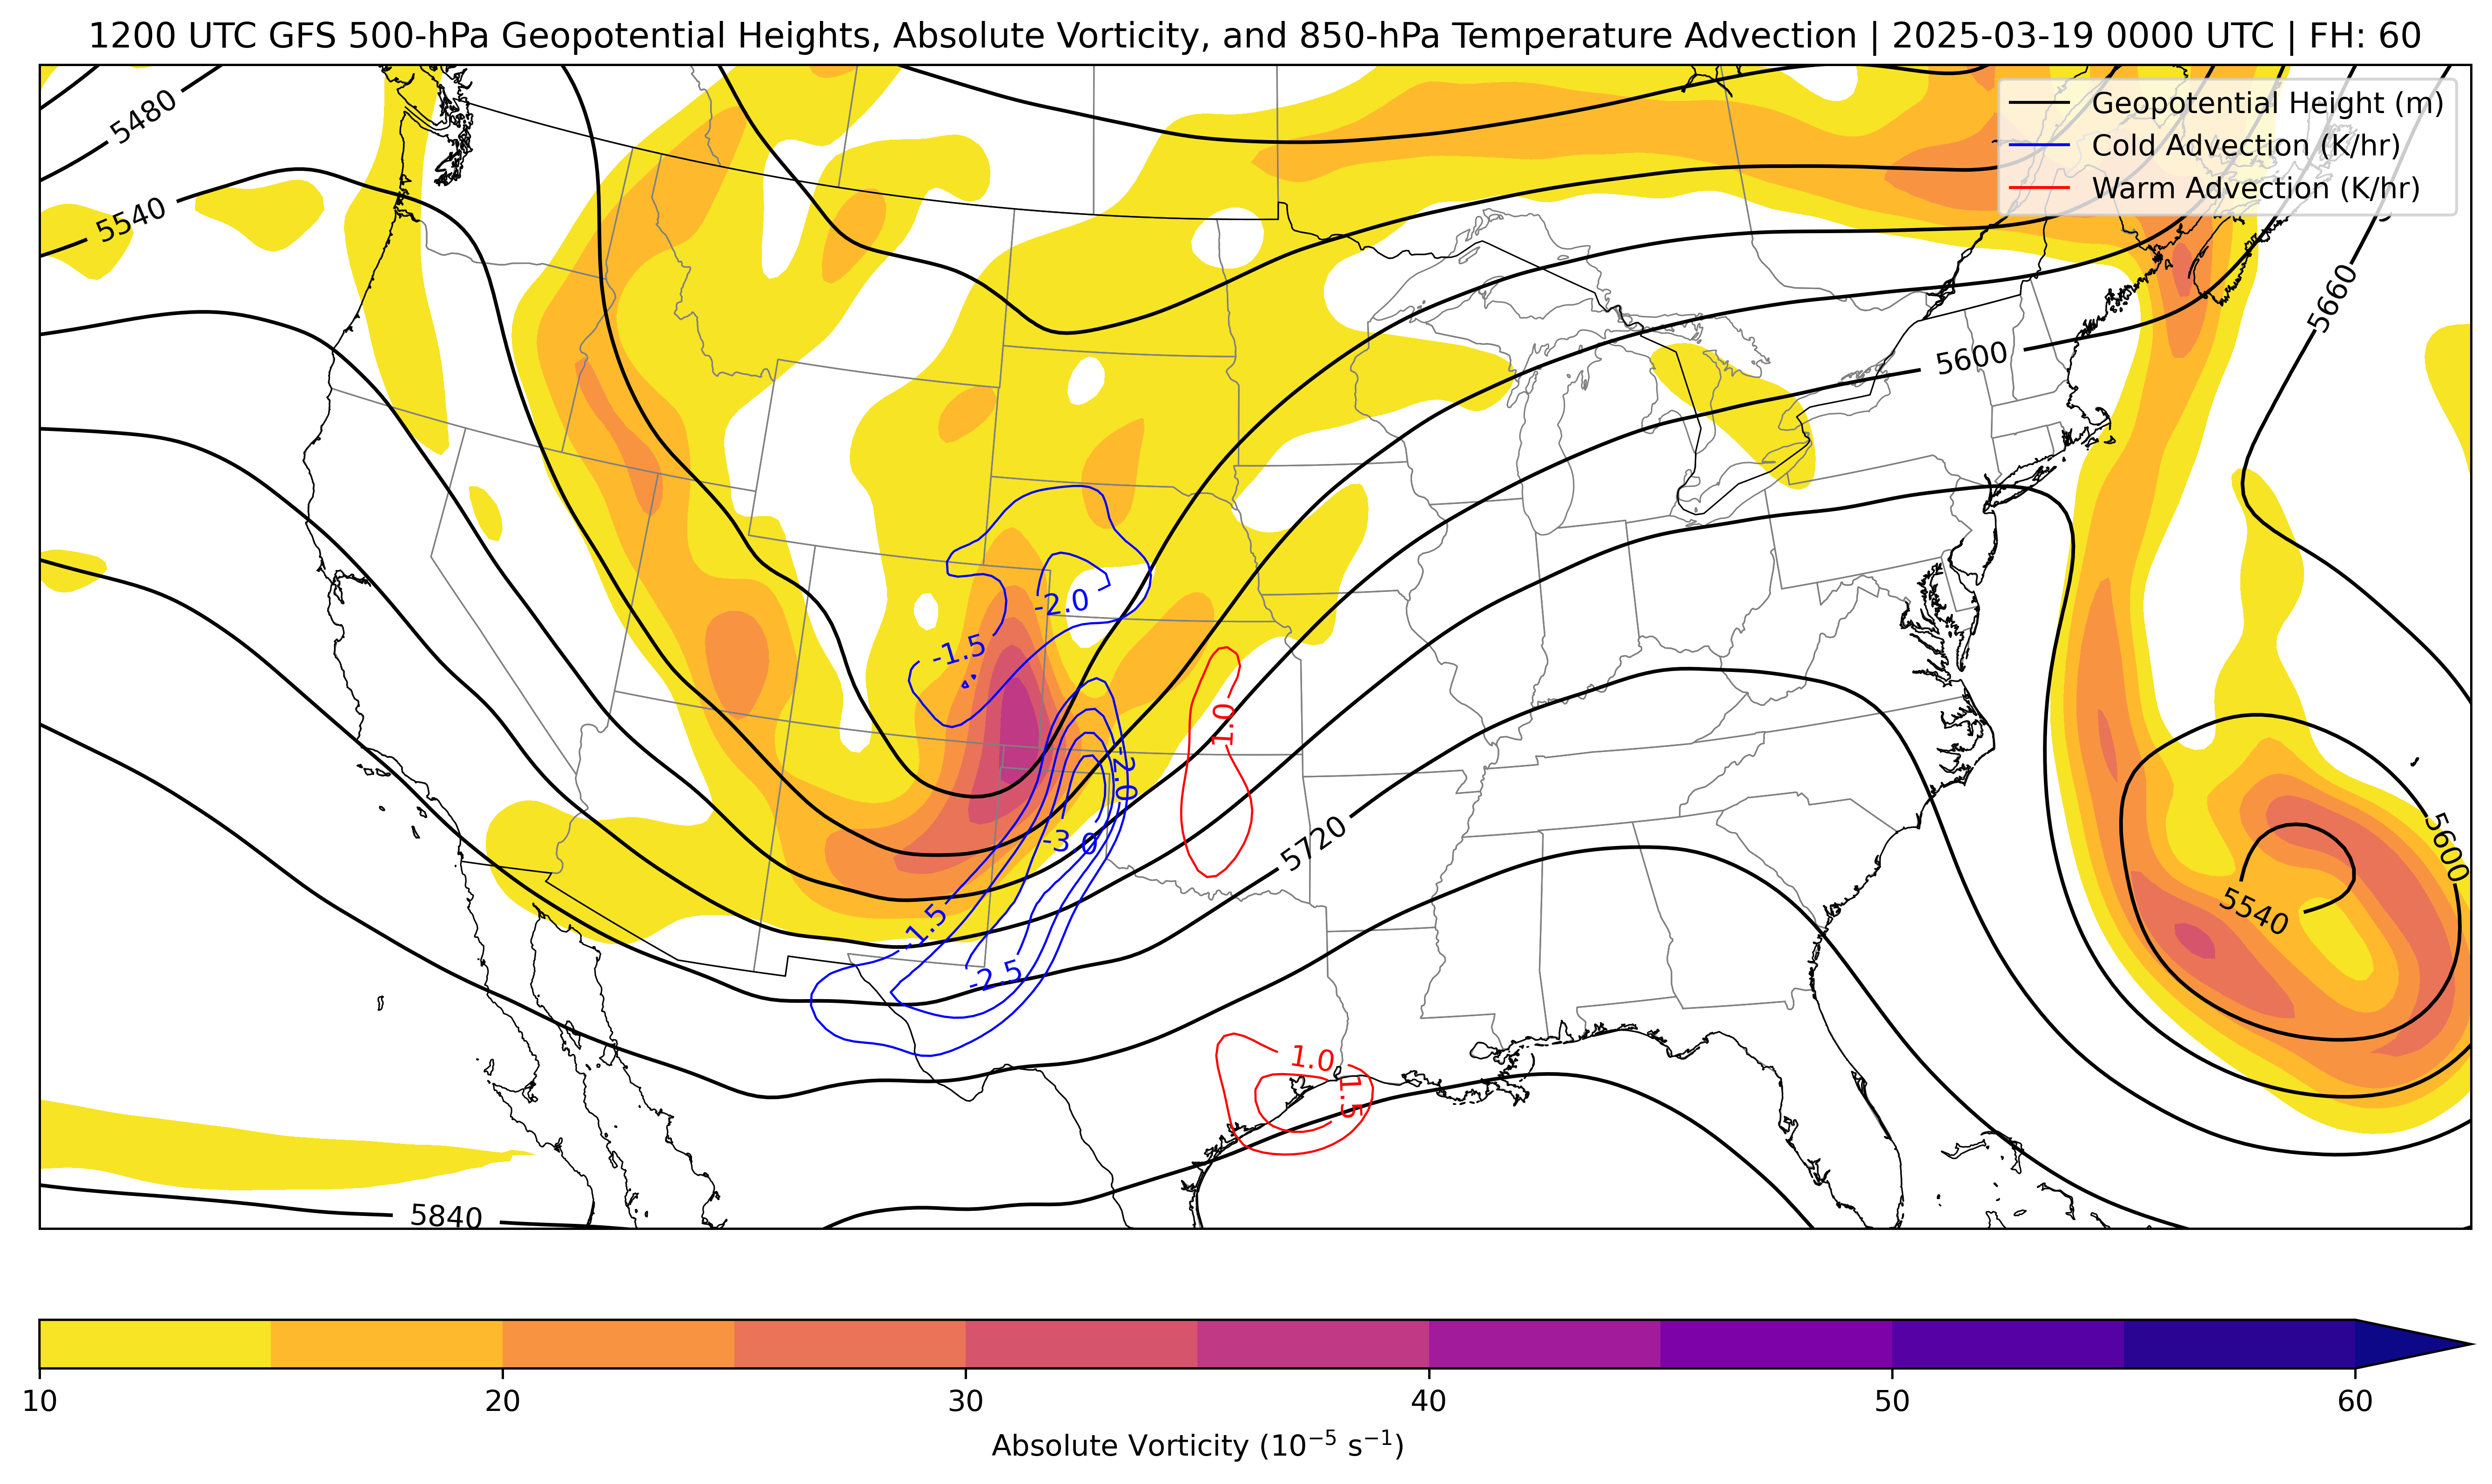 1200 UTC GFS 500-hPa Geopotential Heights, Absolute Vorticity, and 850-hPa Temperature Advection | 2025-03-19 0000 UTC | FH: 60
Geopotential Height (m)
Cold Advection (K/hr)
Warm Advection (K/hr)
5480
5540
5660
5600
-2.0
-1.5
1.0
-2.0
-3.0
5720
5600
5540
-1.5
-2.5
1.0
1.5
5840
10 20 30 40 50 60
Absolute Vorticity (10⁻⁵ s⁻¹)